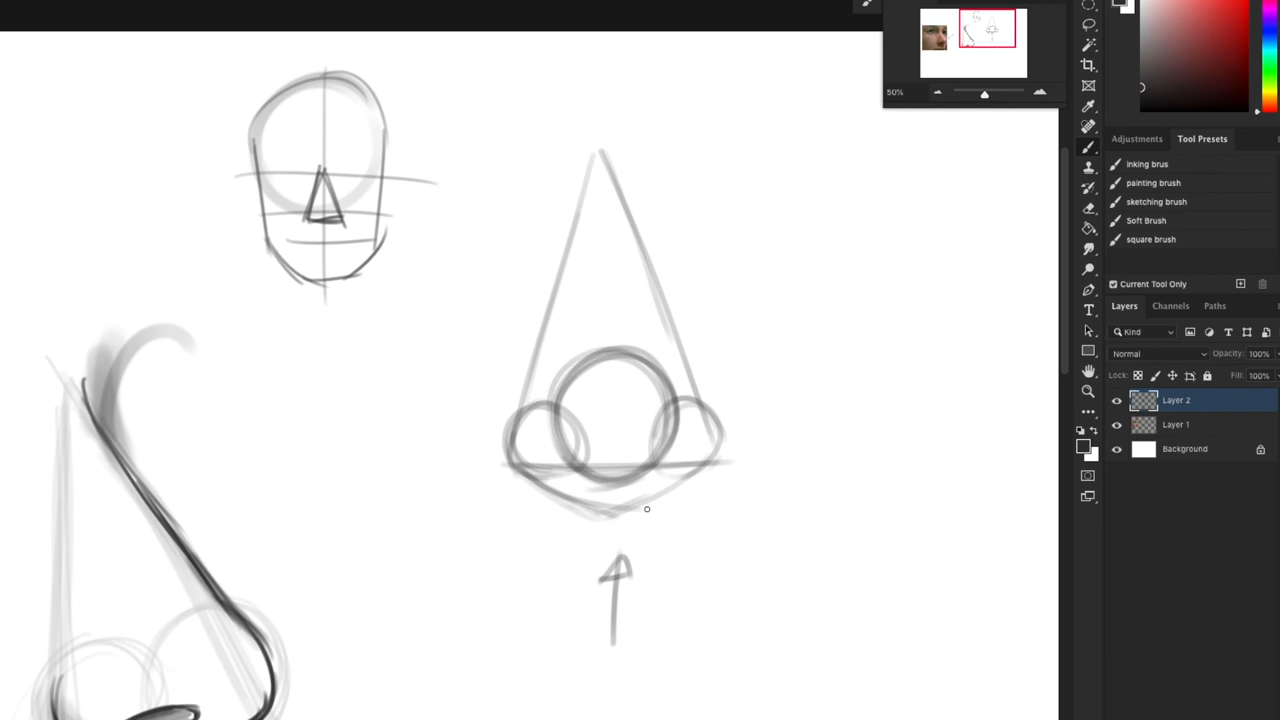 50%
Adjustments
Tool Presets
inking brus
painting brush
sketching brush
Soft Brush
square brush
Current Tool Only
Layers
Channels
Paths
Kind
Normal
Opacity: 100%
Lock:
Fill: 100%
Layer 2
Layer 1
Background